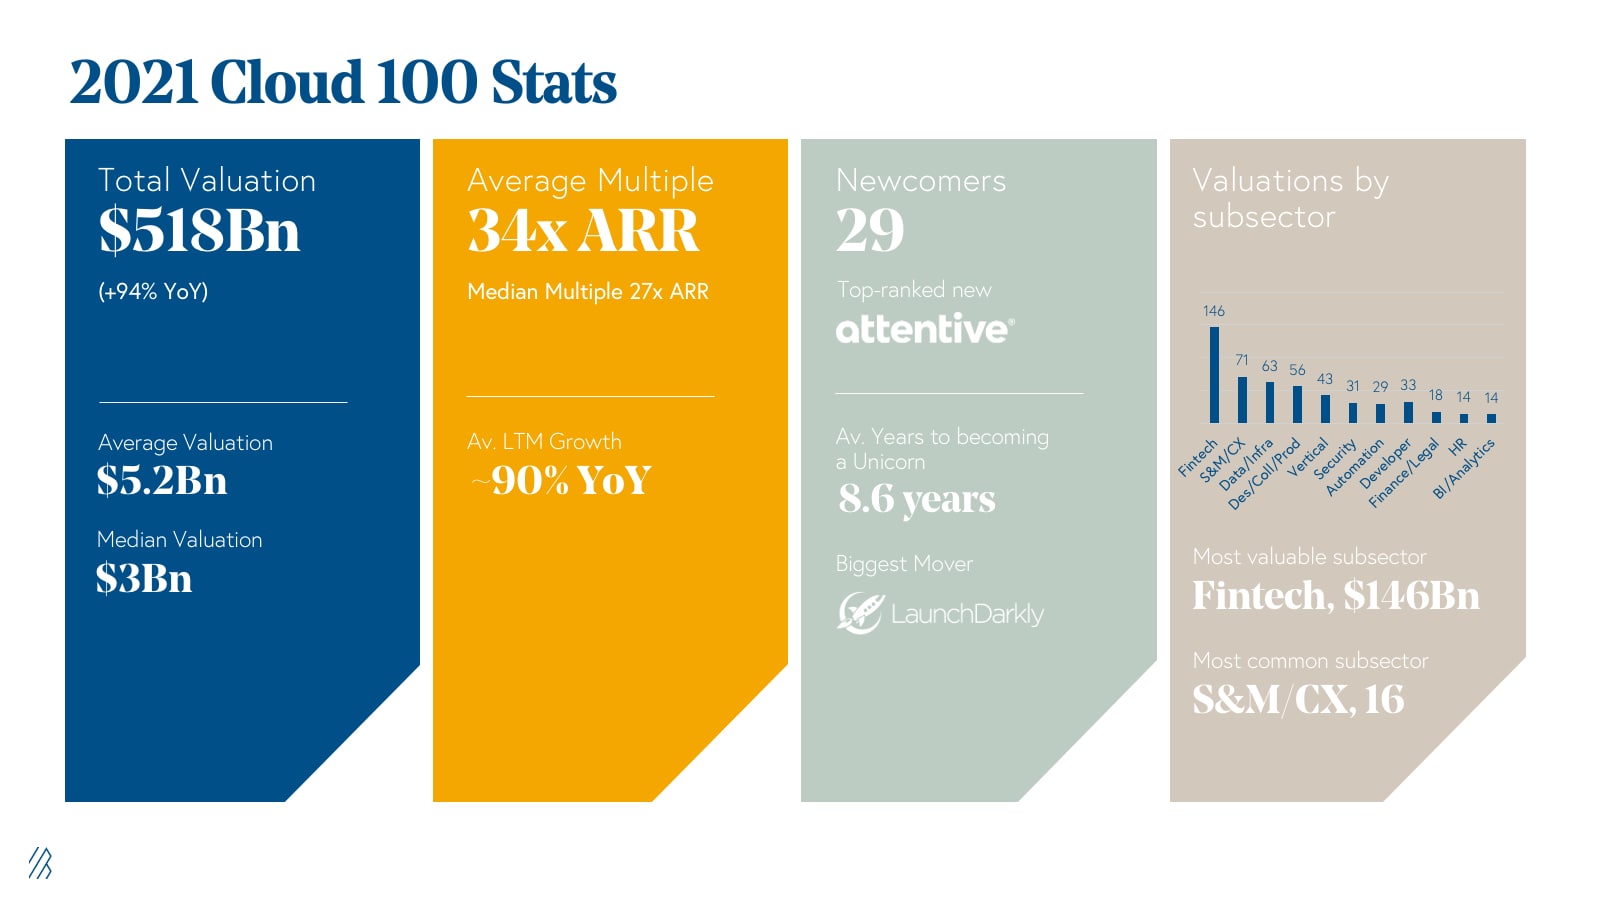 2021 Cloud 100 Stats
Total Valuation
$518Bn
(+94% YoY)
Average Valuation
$5.2Bn
Median Valuation
$3Bn
Average Multiple
34x ARR
Median Multiple 27x ARR
Av. LTM Growth
~90% YoY
Newcomers
29
Top-ranked new
attentive®
Av. Years to becoming
a Unicorn
8.6 years
Biggest Mover
LaunchDarkly
Valuations by
subsector
146
71
63
56
43
31
29
33
18
14
14
Fintech
S&M/CX
Data/Infra
Des/Coll/Prod
Vertical
Security
Automation
Developer
Finance/Legal
HR
BI/Analytics
Most valuable subsector
Fintech, $146Bn
Most common subsector
S&M/CX, 16